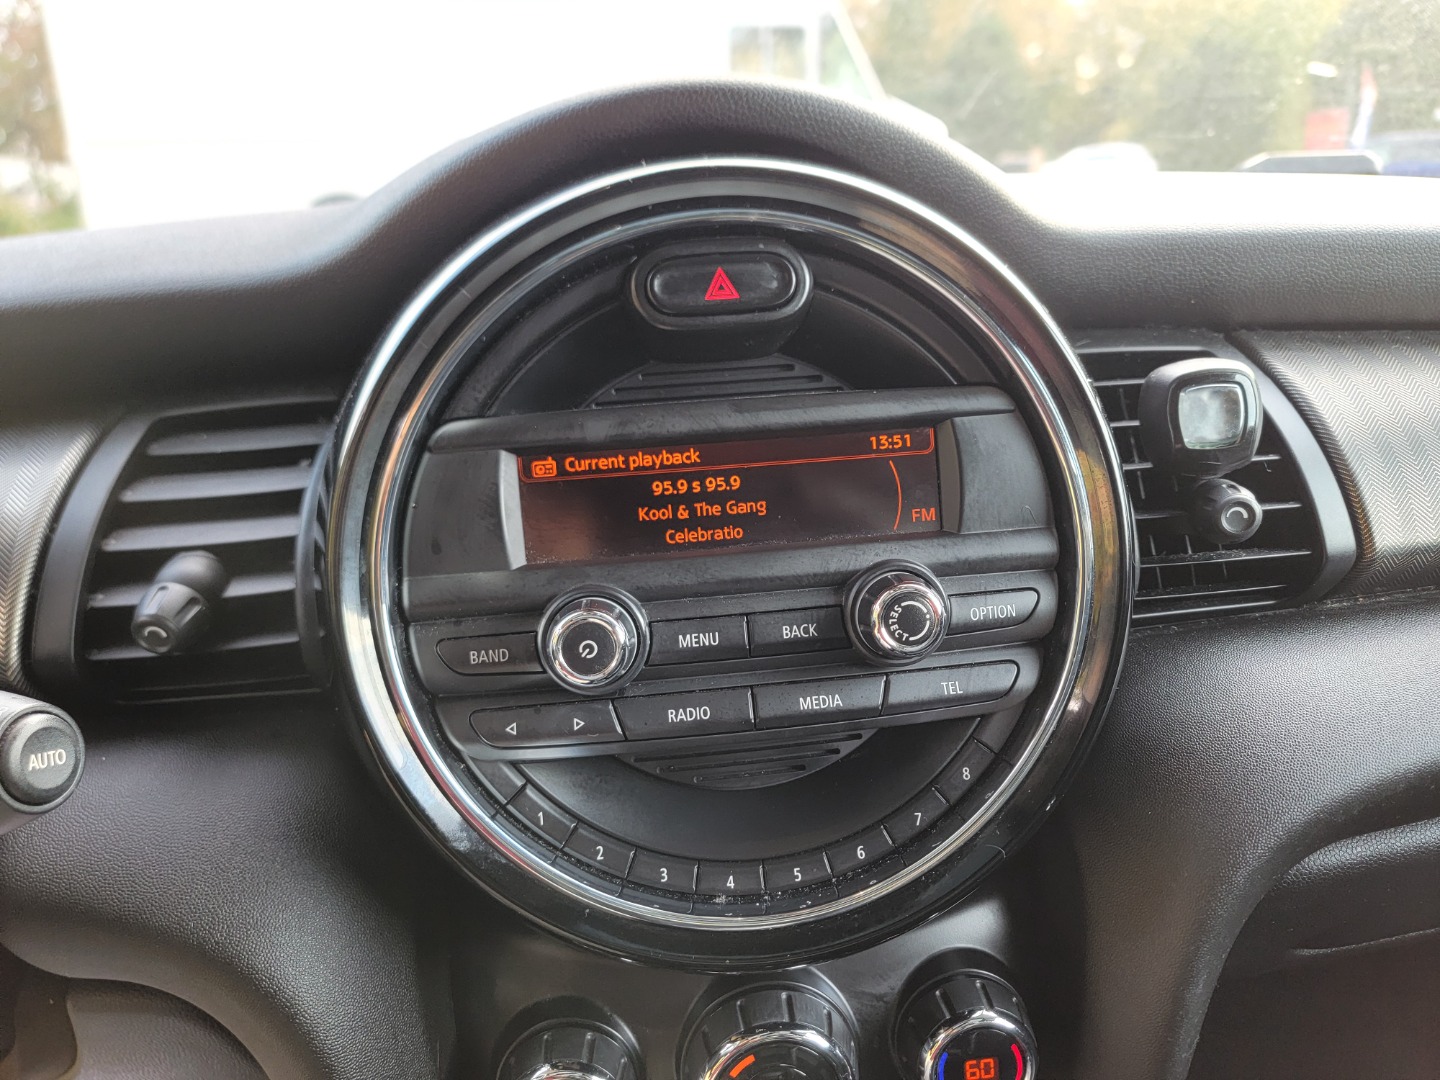 Current playback 13:51
95.9 s 95.9
Kool & The Gang
Celebratio
FM
BAND MENU BACK SELECT OPTION
RADIO MEDIA TEL
AUTO
1 2 3 4 5 6 7 8
60